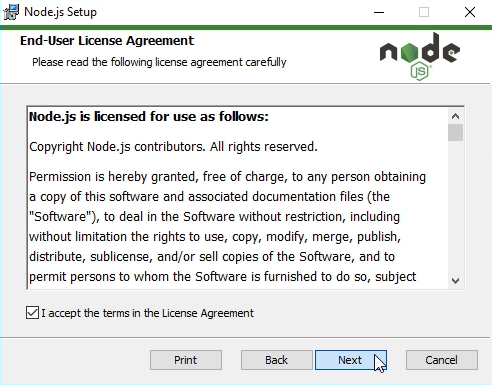 Node.js Setup
End-User License Agreement
Please read the following license agreement carefully
node
JS
Node.js is licensed for use as follows:
Copyright Node.js contributors. All rights reserved.
Permission is hereby granted, free of charge, to any person obtaining
a copy of this software and associated documentation files (the
"Software"), to deal in the Software without restriction, including
without limitation the rights to use, copy, modify, merge, publish,
distribute, sublicense, and/or sell copies of the Software, and to
permit persons to whom the Software is furnished to do so, subject
I accept the terms in the License Agreement
Print
Back
Next
Cancel